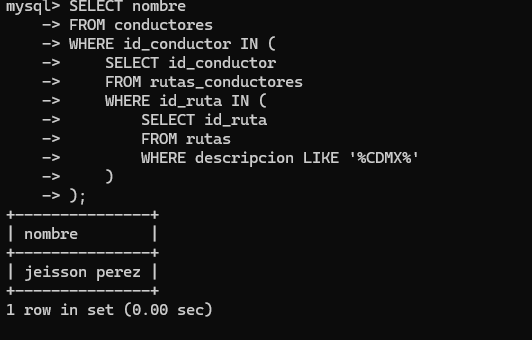 mysql> SELECT nombre
    -> FROM conductores
    -> WHERE id_conductor IN (
    ->     SELECT id_conductor
    ->     FROM rutas_conductores
    ->     WHERE id_ruta IN (
    ->         SELECT id_ruta
    ->         FROM rutas
    ->         WHERE descripcion LIKE '%CDMX%'
    ->     )
    -> );
+---------------+
| nombre        |
+---------------+
| jeisson perez |
+---------------+
1 row in set (0.00 sec)